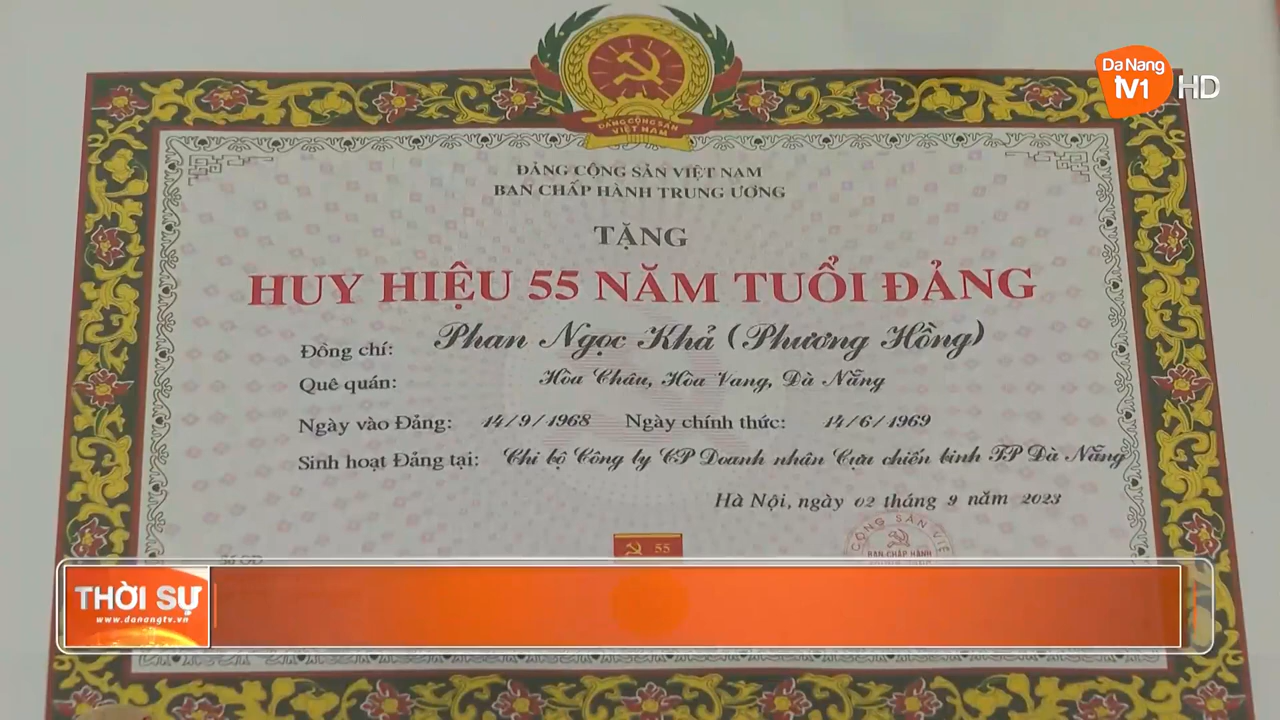 Da Nang
TV1 HD
ĐẢNG CỘNG SẢN
VIỆT NAM
ĐẢNG CỘNG SẢN VIỆT NAM
BAN CHẤP HÀNH TRUNG ƯƠNG
TẶNG
HUY HIỆU 55 NĂM TUỔI ĐẢNG
Đồng chí: Phan Ngọc Khả (Phương Hồng)
Quê quán: Hòa Châu, Hòa Vang, Đà Nẵng
Ngày vào Đảng: 14/9/1968 Ngày chính thức: 14/6/1969
Sinh hoạt Đảng tại: Chi bộ Công ty CP Doanh nhân Cựu chiến binh TP Đà Nẵng
Hà Nội, ngày 02 tháng 9 năm 2023
55
CỘNG SẢN VIỆ
BAN CHẤP HÀNH
THỜI SỰ
www.danangtv.vn